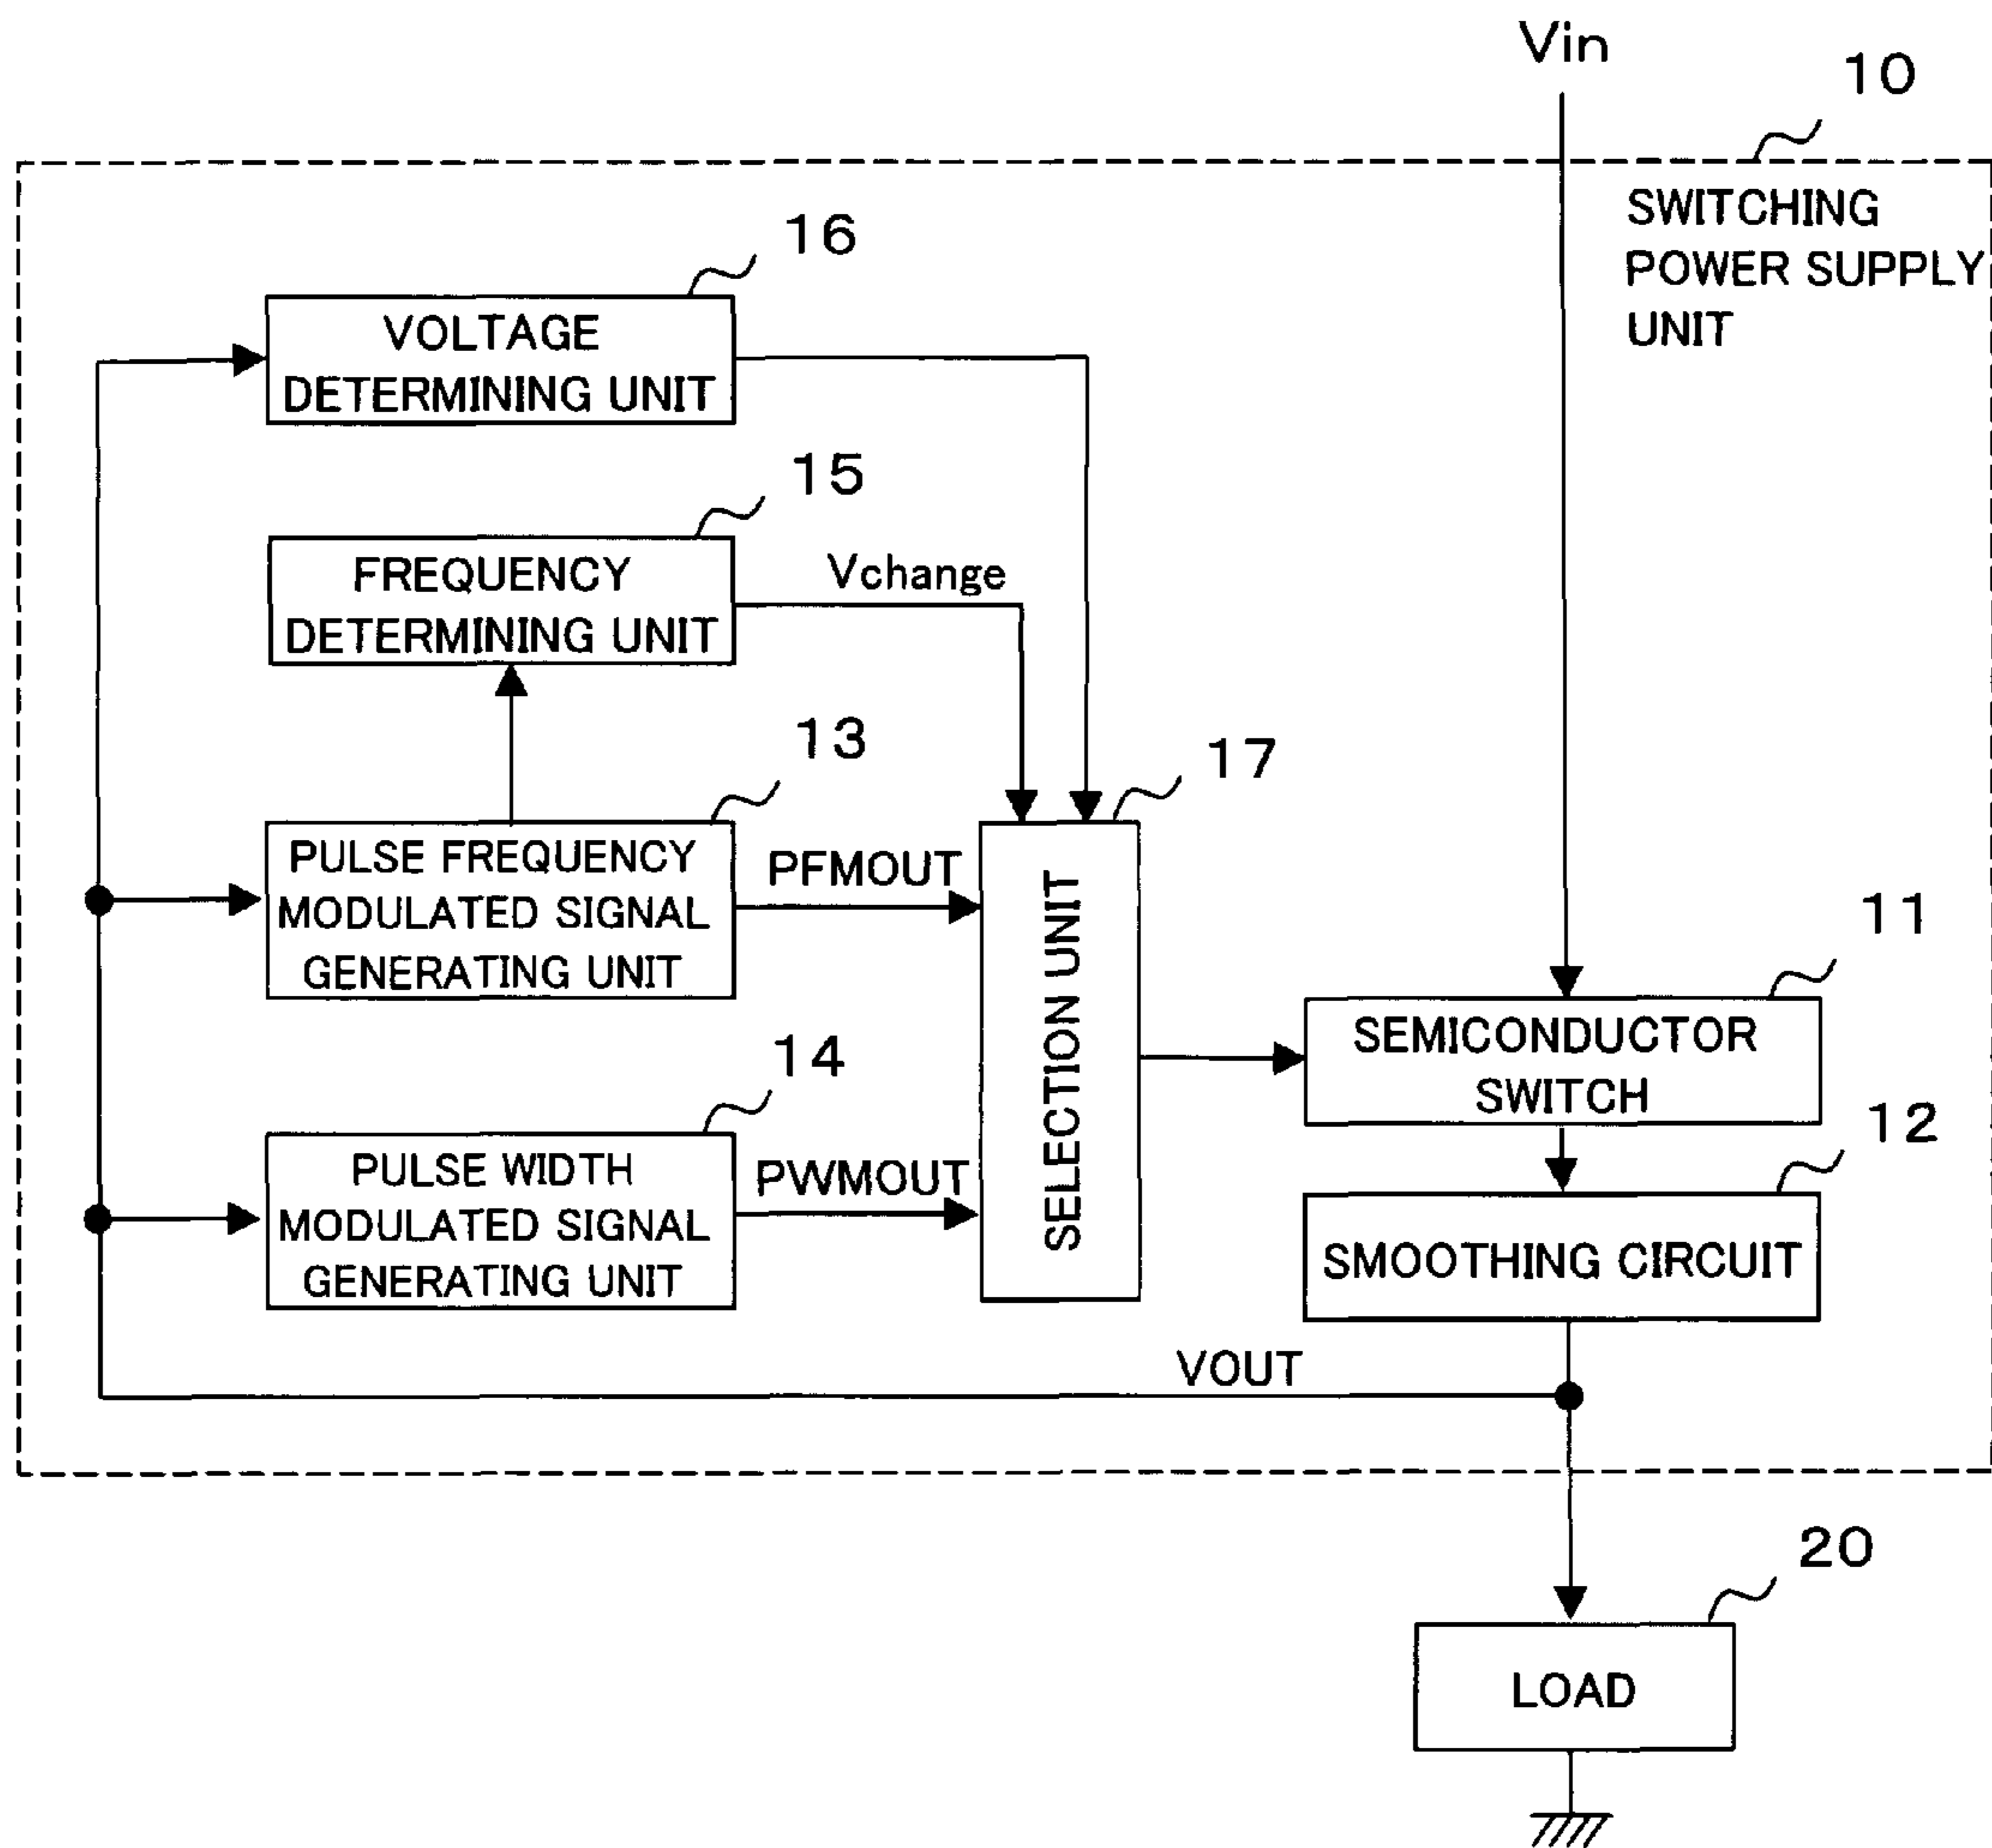 Vin
10
SWITCHING
POWER SUPPLY
UNIT
16
VOLTAGE
DETERMINING UNIT
15
FREQUENCY
DETERMINING UNIT
Vchange
13
PULSE FREQUENCY
MODULATED SIGNAL
GENERATING UNIT
PFMOUT
17
SELECTION UNIT
14
PULSE WIDTH
MODULATED SIGNAL
GENERATING UNIT
PWMOUT
11
SEMICONDUCTOR
SWITCH
12
SMOOTHING CIRCUIT
VOUT
20
LOAD